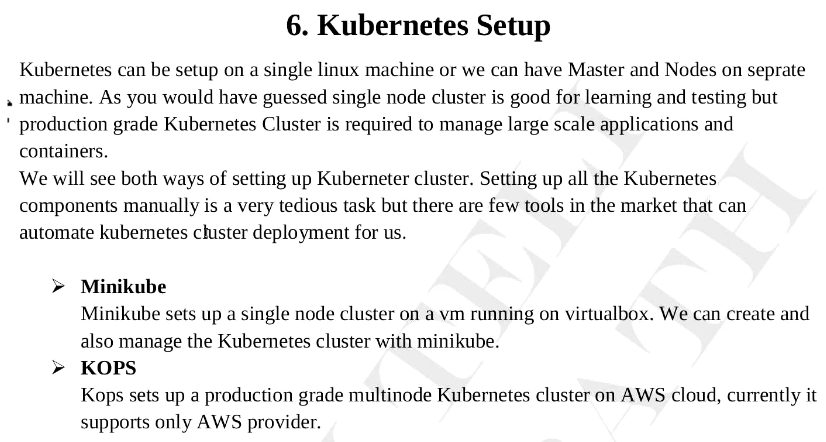 6. Kubernetes Setup
Kubernetes can be setup on a single linux machine or we can have Master and Nodes on seprate
machine. As you would have guessed single node cluster is good for learning and testing but
production grade Kubernetes Cluster is required to manage large scale applications and
containers.
We will see both ways of setting up Kuberneter cluster. Setting up all the Kubernetes
components manually is a very tedious task but there are few tools in the market that can
automate kubernetes cluster deployment for us.
➢ Minikube
Minikube sets up a single node cluster on a vm running on virtualbox. We can create and
also manage the Kubernetes cluster with minikube.
➢ KOPS
Kops sets up a production grade multinode Kubernetes cluster on AWS cloud, currently it
supports only AWS provider.